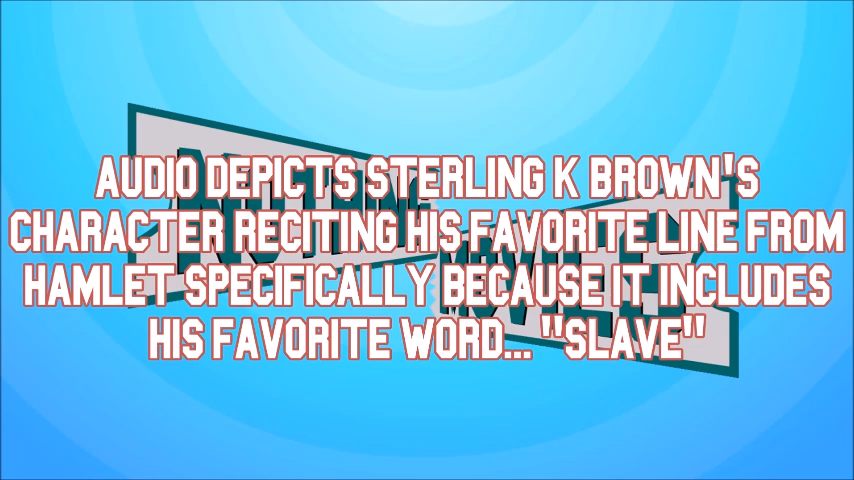 AUDIO DEPICTS STERLING K BROWN'S
CHARACTER RECITING HIS FAVORITE LINE FROM
HAMLET SPECIFICALLY BECAUSE IT INCLUDES
HIS FAVORITE WORD... "SLAVE"